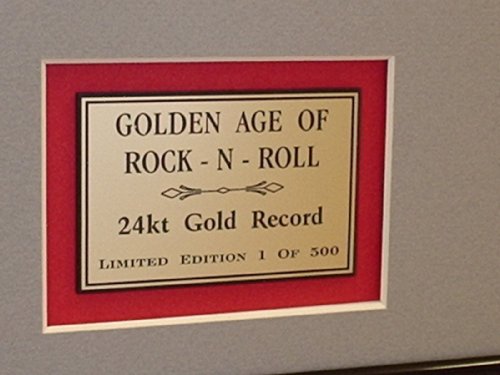 GOLDEN AGE OF
ROCK - N - ROLL
24kt Gold Record
LIMITED EDITION 1 OF 500